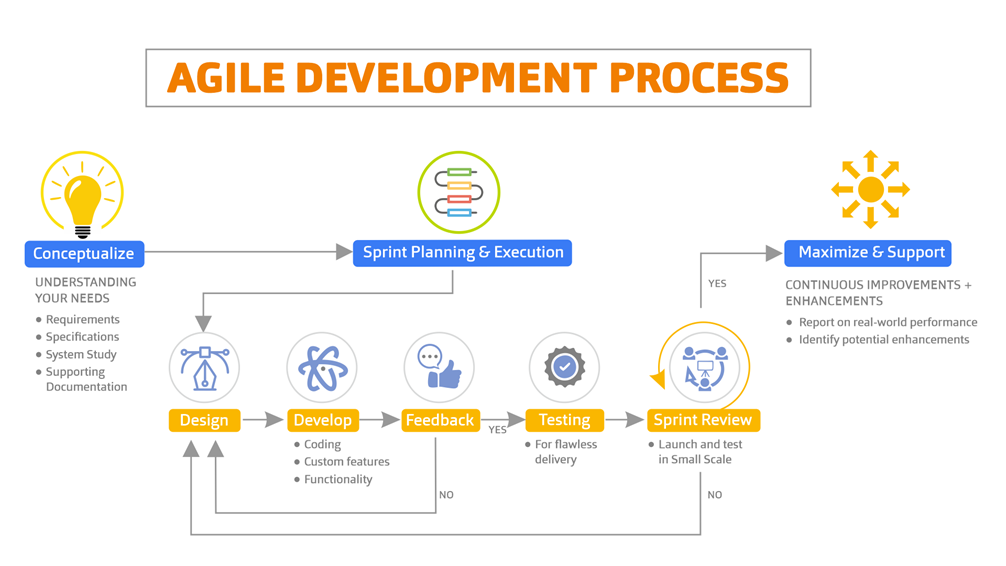 AGILE DEVELOPMENT PROCESS
Conceptualize
UNDERSTANDING
YOUR NEEDS
● Requirements
● Specifications
● System Study
● Supporting
Documentation
Sprint Planning & Execution
Maximize & Support
CONTINUOUS IMPROVEMENTS +
ENHANCEMENTS
● Report on real-world performance
● Identify potential enhancements
YES
Design
Develop
● Coding
● Custom features
● Functionality
Feedback
YES
NO
Testing
● For flawless
delivery
Sprint Review
● Launch and test
in Small Scale
NO